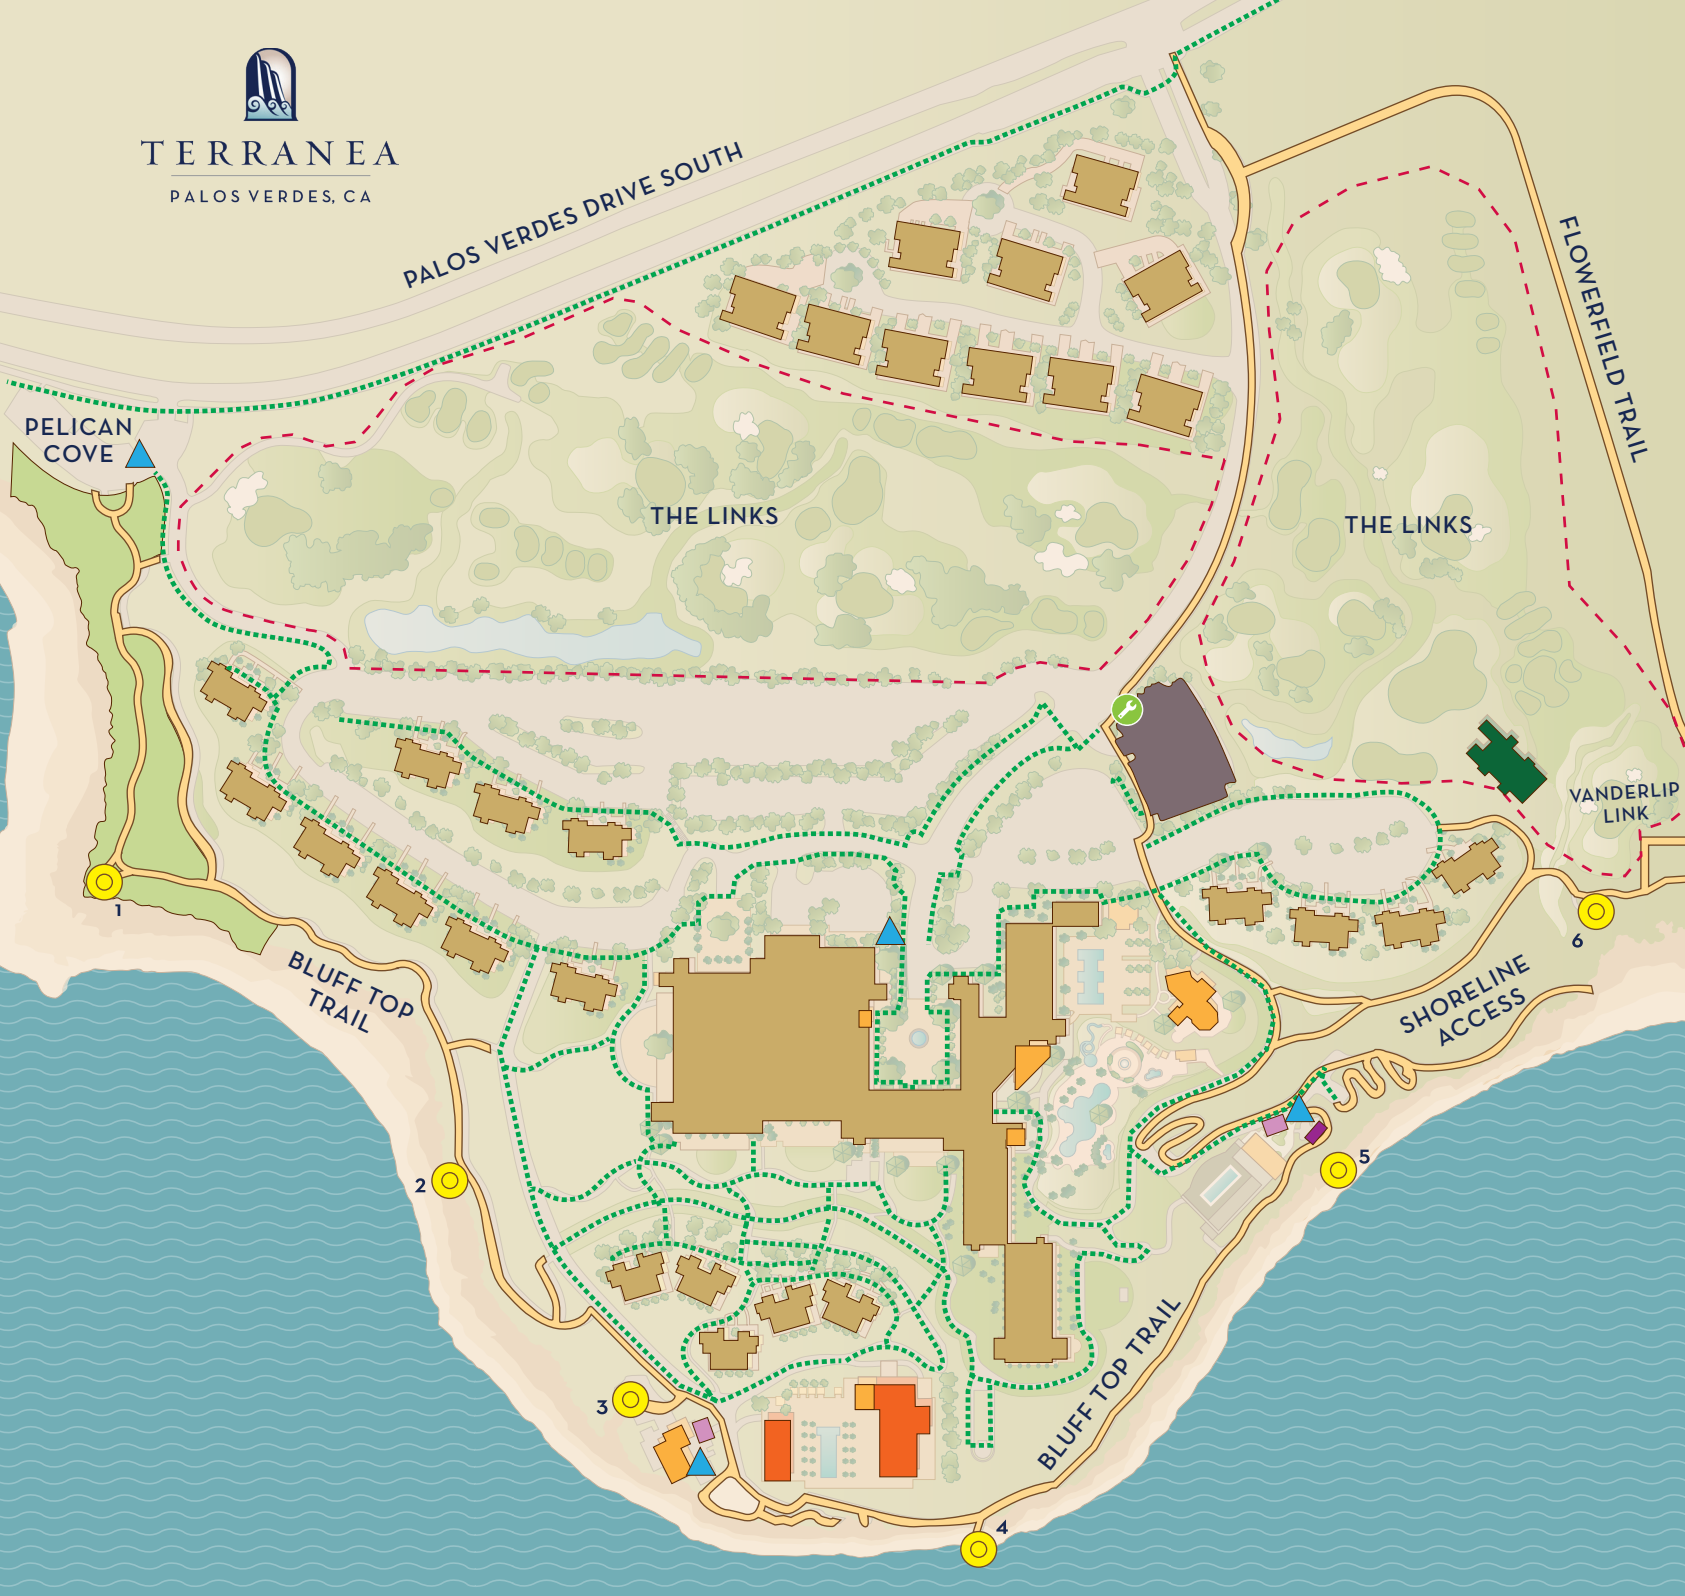 TERRANEA
PALOS VERDES, CA
PALOS VERDES DRIVE SOUTH
FLOWERFIELD TRAIL
PELICAN
COVE
THE LINKS
THE LINKS
VANDERLIP
LINK
1
6
BLUFF TOP
TRAIL
SHORELINE
ACCESS
5
2
BLUFF TOP TRAIL
3
4